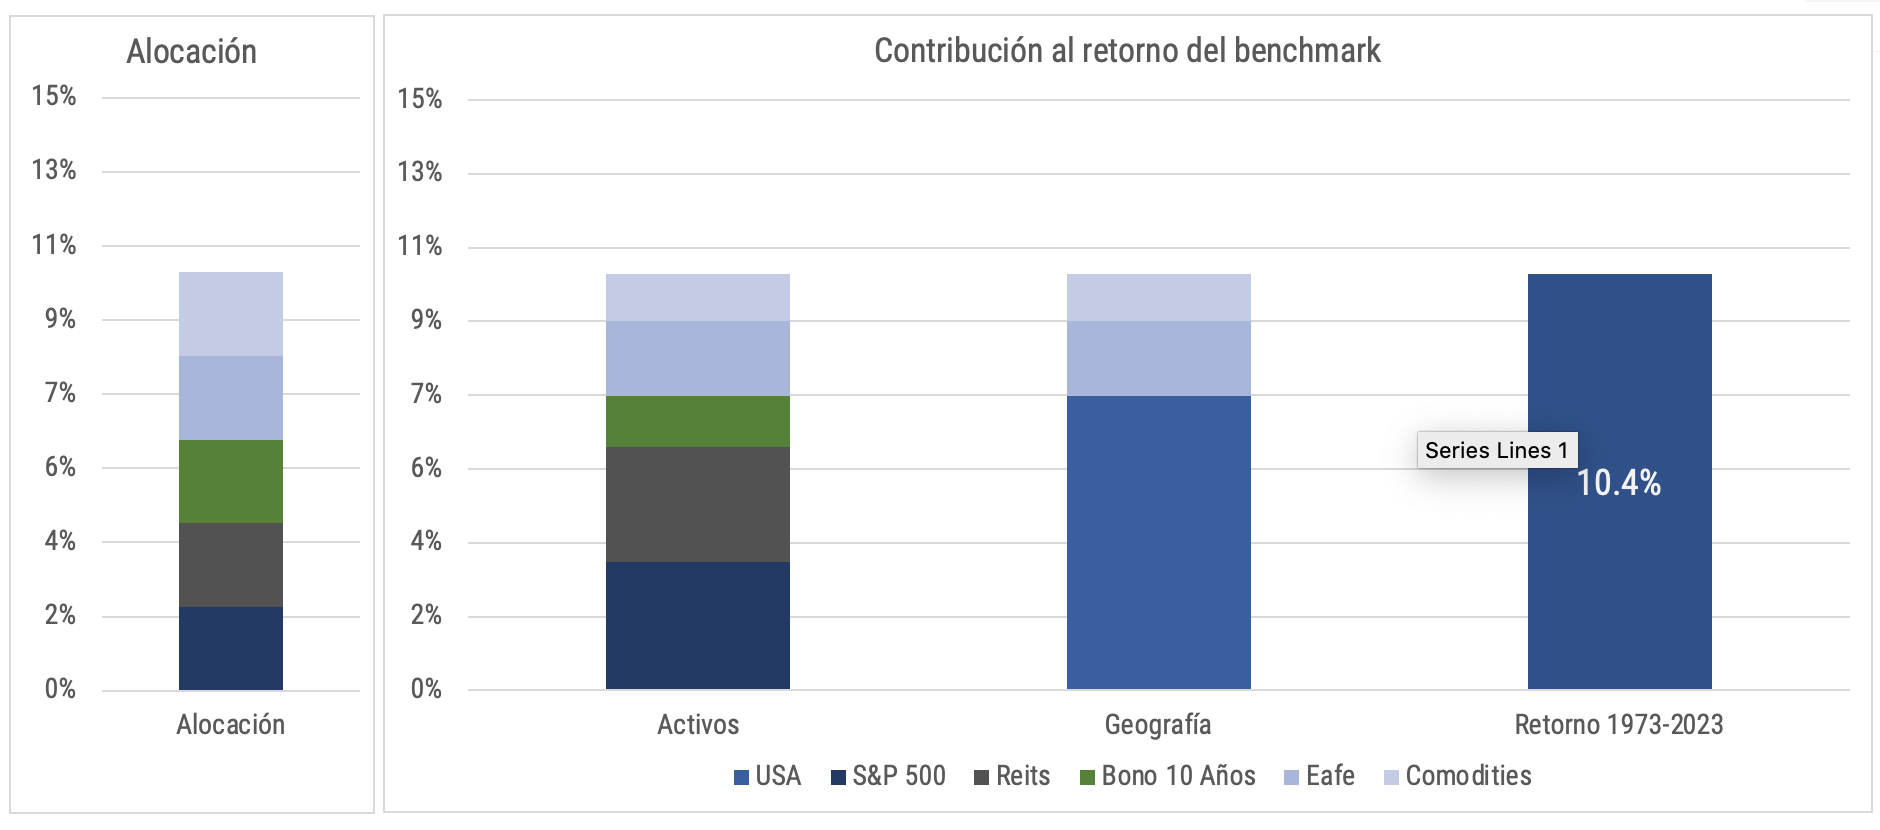 Alocación
15%
13%
11%
9%
7%
6%
4%
2%
0%
Alocación
Contribución al retorno del benchmark
15%
13%
11%
9%
7%
6%
4%
2%
0%
Series Lines 1
10.4%
Activos
Geografía
Retorno 1973-2023
USA S&P 500 Reits Bono 10 Años Eafe Comodities